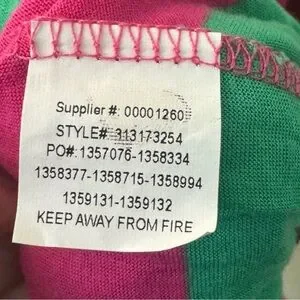 Supplier #: 00001260
STYLE# 313173254
PO#: 1357076-1358334
1358377-1358715-1358994
1359131-1359132
KEEP AWAY FROM FIRE